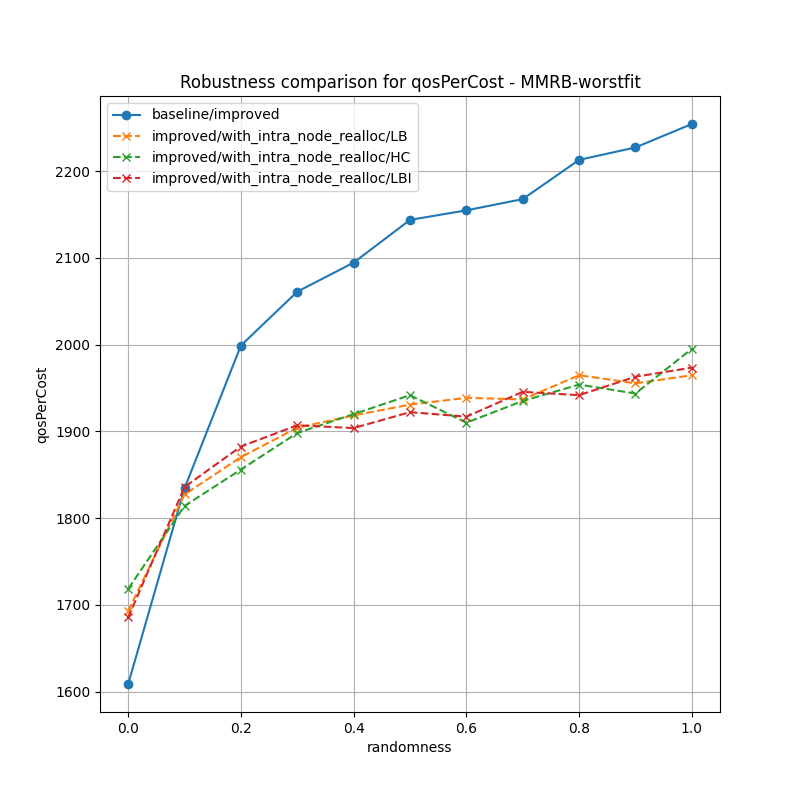 Robustness comparison for qosPerCost - MMRB-worstfit
baseline/improved
improved/with_intra_node_realloc/LB
improved/with_intra_node_realloc/HC
improved/with_intra_node_realloc/LBI
2200
2100
2000
1900
1800
1700
1600
qosPerCost
0.0 0.2 0.4 0.6 0.8 1.0
randomness